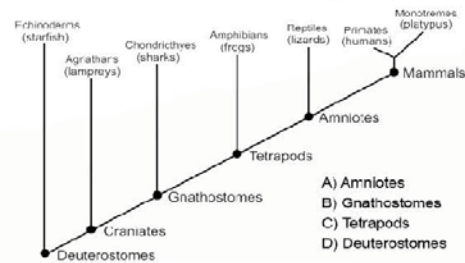 Echinoderms
(starfish)
Agnathans
(lampreys)
Chondricthyes
(sharks)
Amphibians
(frogs)
Reptiles
(lizards)
Primates
(humans)
Monotremes
(platypus)
Mammals
Amniotes
Tetrapods
Gnathostomes
Craniates
Deuterostomes
A) Amniotes
B) Gnathostomes
C) Tetrapods
D) Deuterostomes